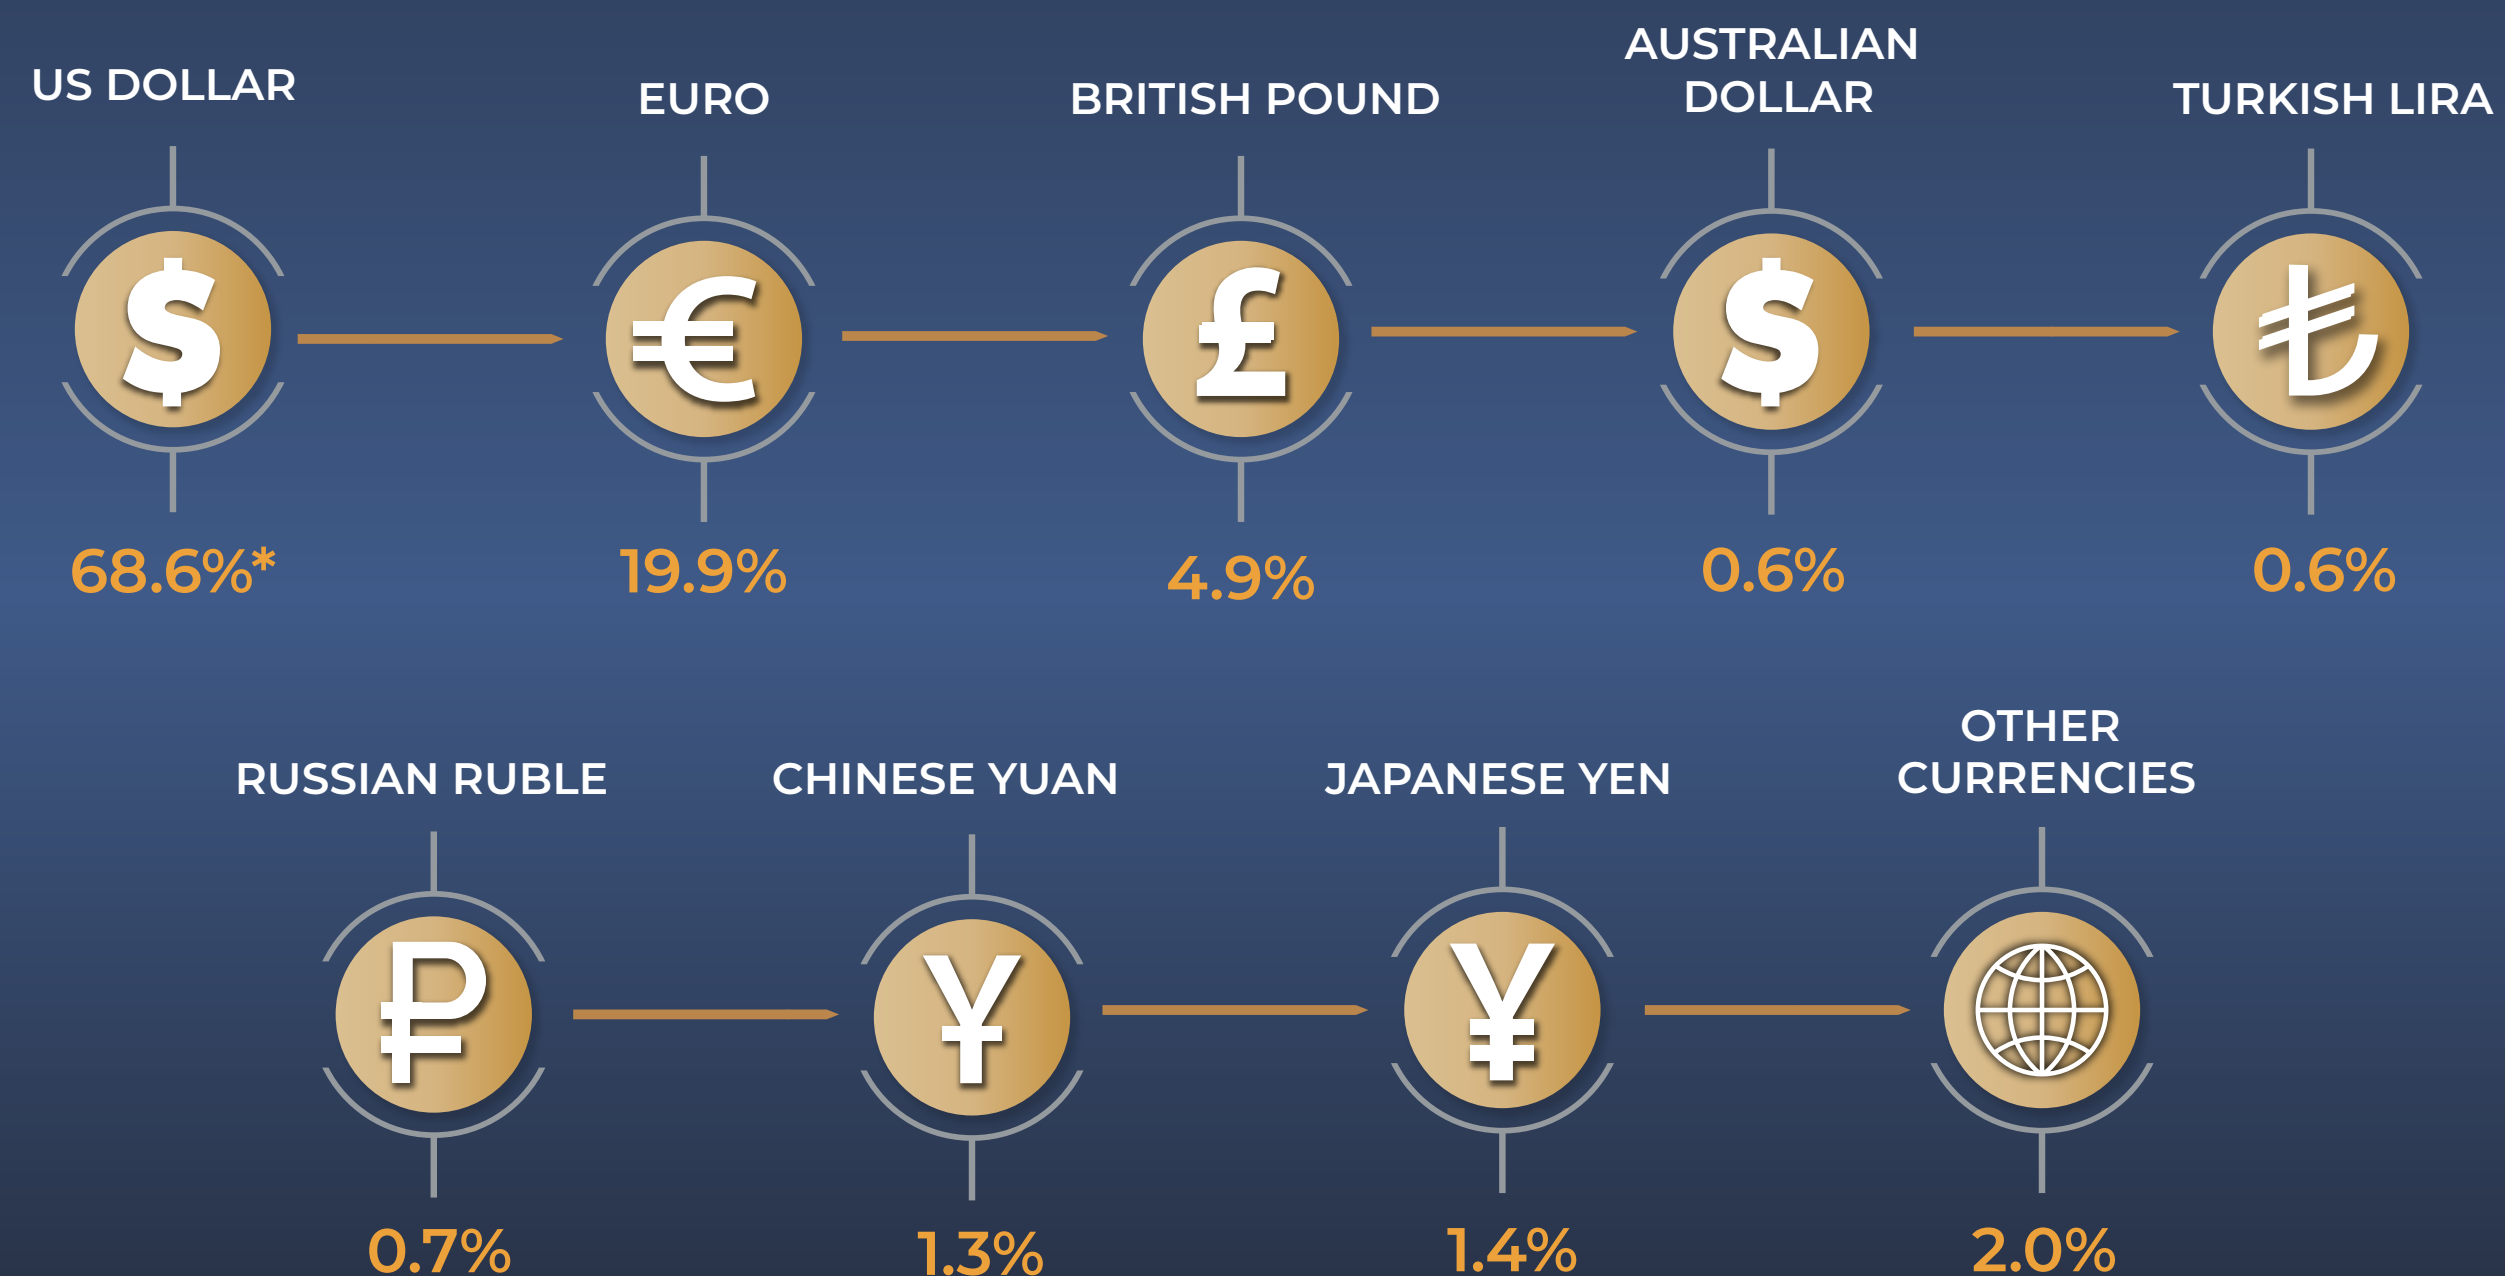 US DOLLAR
EURO
BRITISH POUND
AUSTRALIAN
DOLLAR
TURKISH LIRA
$
€
£
$
₺
68.6%*
19.9%
4.9%
0.6%
0.6%
RUSSIAN RUBLE
CHINESE YUAN
JAPANESE YEN
OTHER
CURRENCIES
₽
Y
¥
0.7%
1.3%
1.4%
2.0%